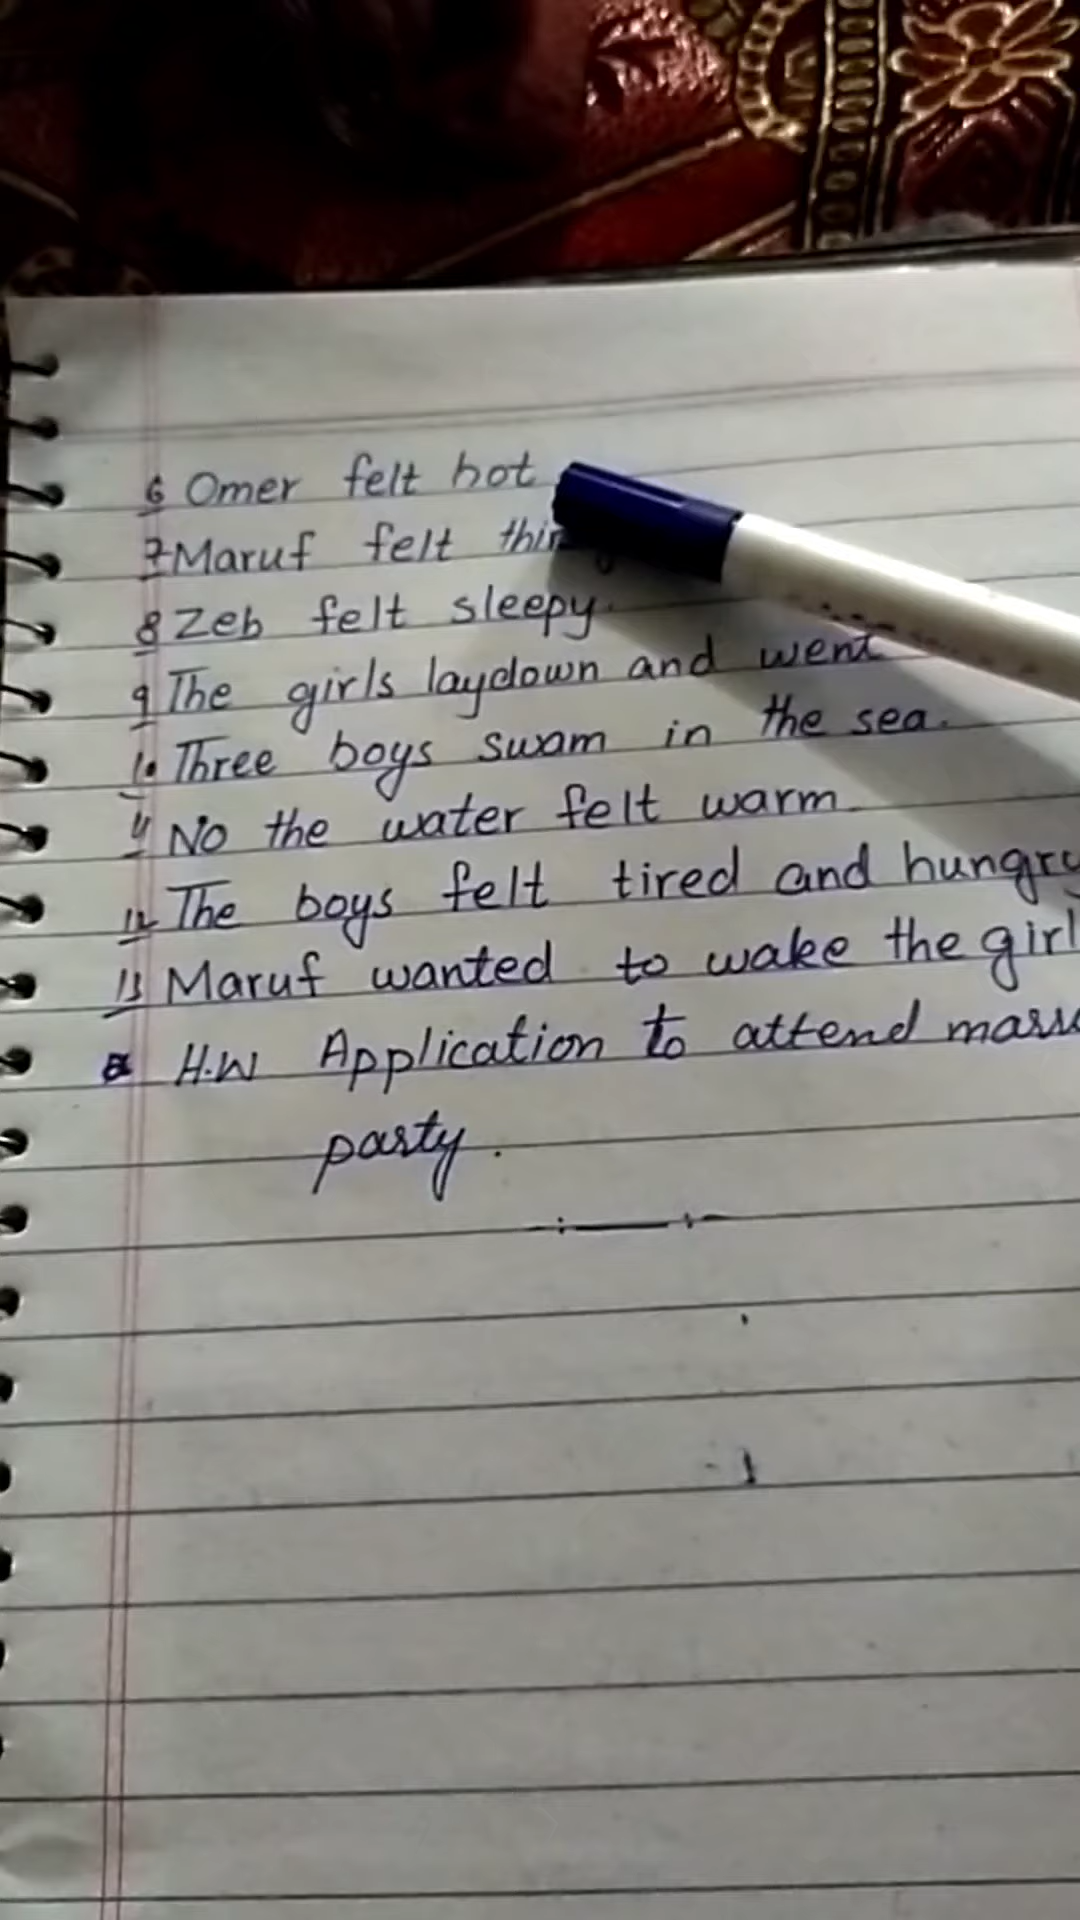 6 Omer felt hot
7 Maruf felt
8 Zeb felt sleepy.
9 The girls laydown and went
10 Three boys swam in the sea.
11 No the water felt warm.
12 The boys felt tired and hungry
13 Maruf wanted to wake the girl
H.W Application to attend
party.